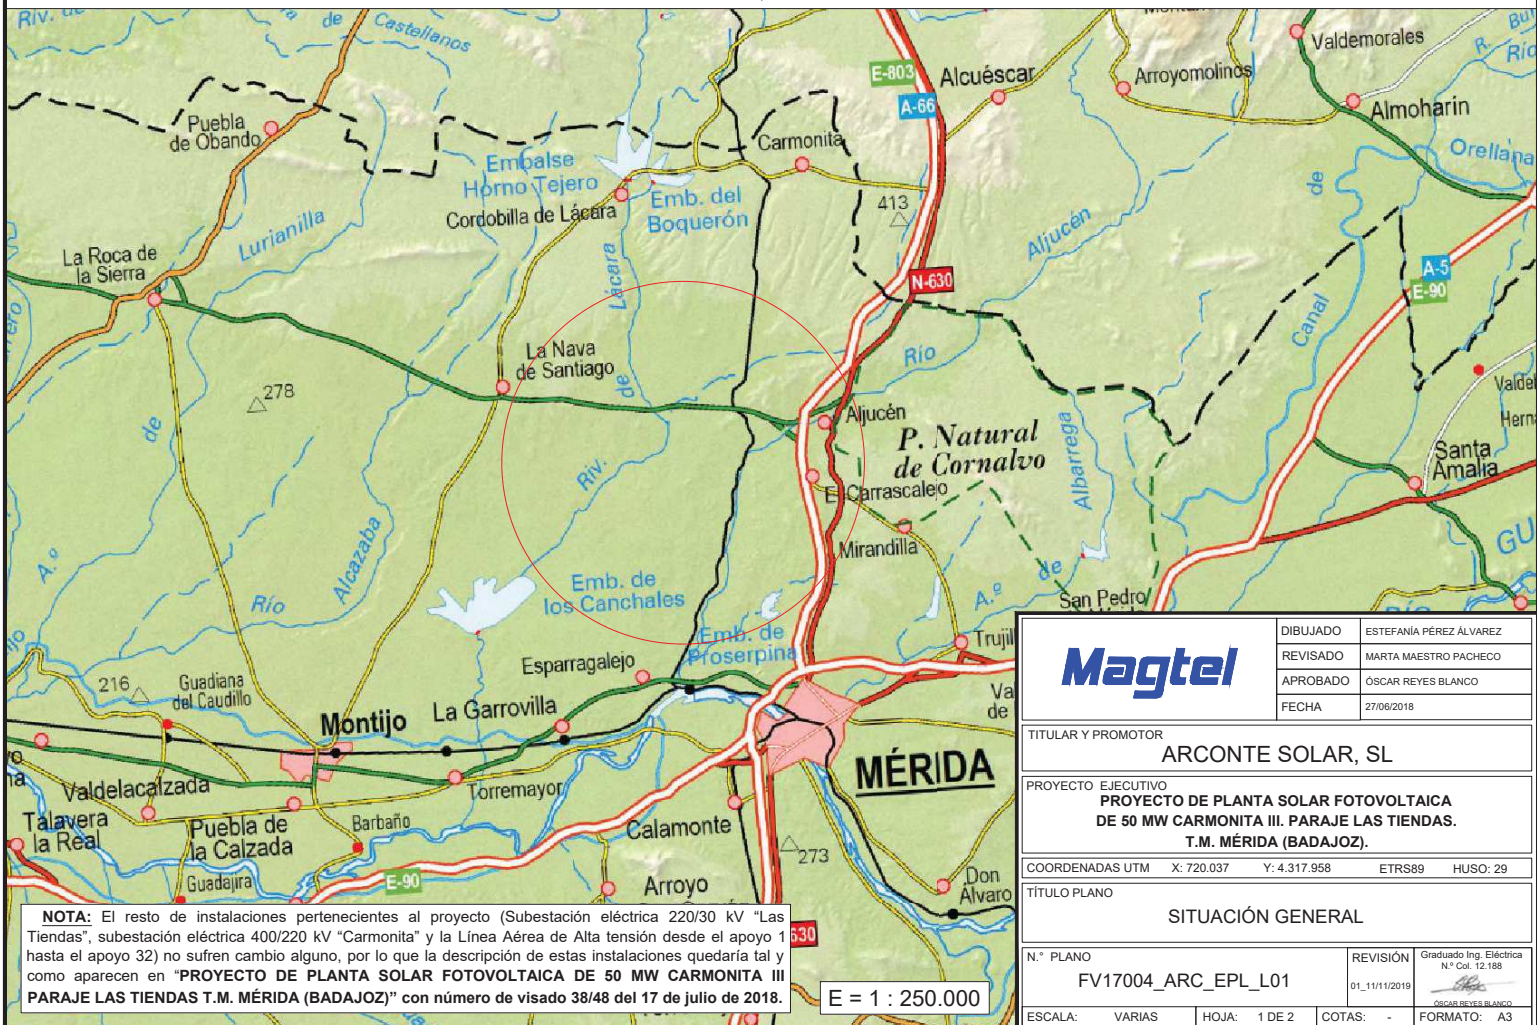 Riv. de
de Castellanos
Valdemorales
R.
Río
E-803
Alcuéscar
Arroyomolinos
A-66
Almoharin
Puebla
de Obando
Carmonita
Orellana
Embalse
Horno Tejero
Emb. del
Boquerón
Cordobilla de Lácara
413
de
Lurianilla
Aljucén
La Roca de
la Sierra
Lácara
N-630
A-5
E-90
Canal
La Nava
de Santiago
Río
278
de
de
Aljucén
P. Natural
de Cornalvo
Albarrega
Santa
Amalia
Riv.
El Carrascalejo
Mirandilla
A.º
Alcazaba
Río
Emb. de
los Canchales
A.º de
San Pedro
Emb. de
Proserpina
Esparragalejo
216
Guadiana
del Caudillo
Montijo
La Garrovilla
MÉRIDA
Valdelacalzada
Torremayor
Talavera
la Real
Puebla de
la Calzada
Barbaño
Calamonte
273
Guadajira
E-90
Arroyo
Don
Álvaro
630
NOTA: El resto de instalaciones pertenecientes al proyecto (Subestación eléctrica 220/30 kV “Las
Tiendas”, subestación eléctrica 400/220 kV “Carmonita” y la Línea Aérea de Alta tensión desde el apoyo 1
hasta el apoyo 32) no sufren cambio alguno, por lo que la descripción de estas instalaciones quedaría tal y
como aparecen en “PROYECTO DE PLANTA SOLAR FOTOVOLTAICA DE 50 MW CARMONITA III
PARAJE LAS TIENDAS T.M. MÉRIDA (BADAJOZ)” con número de visado 38/48 del 17 de julio de 2018.
E = 1 : 250.000
Magtel
DIBUJADO ESTEFANÍA PÉREZ ÁLVAREZ
REVISADO MARTA MAESTRO PACHECO
APROBADO ÓSCAR REYES BLANCO
FECHA 27/06/2018
TITULAR Y PROMOTOR
ARCONTE SOLAR, SL
PROYECTO EJECUTIVO
PROYECTO DE PLANTA SOLAR FOTOVOLTAICA
DE 50 MW CARMONITA III. PARAJE LAS TIENDAS.
T.M. MÉRIDA (BADAJOZ).
COORDENADAS UTM X: 720.037 Y: 4.317.958 ETRS89 HUSO: 29
TÍTULO PLANO
SITUACIÓN GENERAL
N.° PLANO
FV17004_ARC_EPL_L01
REVISIÓN
01_11/11/2019
Graduado Ing. Eléctrica
N.º Col. 12.188
ÓSCAR REYES BLANCO
ESCALA: VARIAS HOJA: 1 DE 2 COTAS: - FORMATO: A3